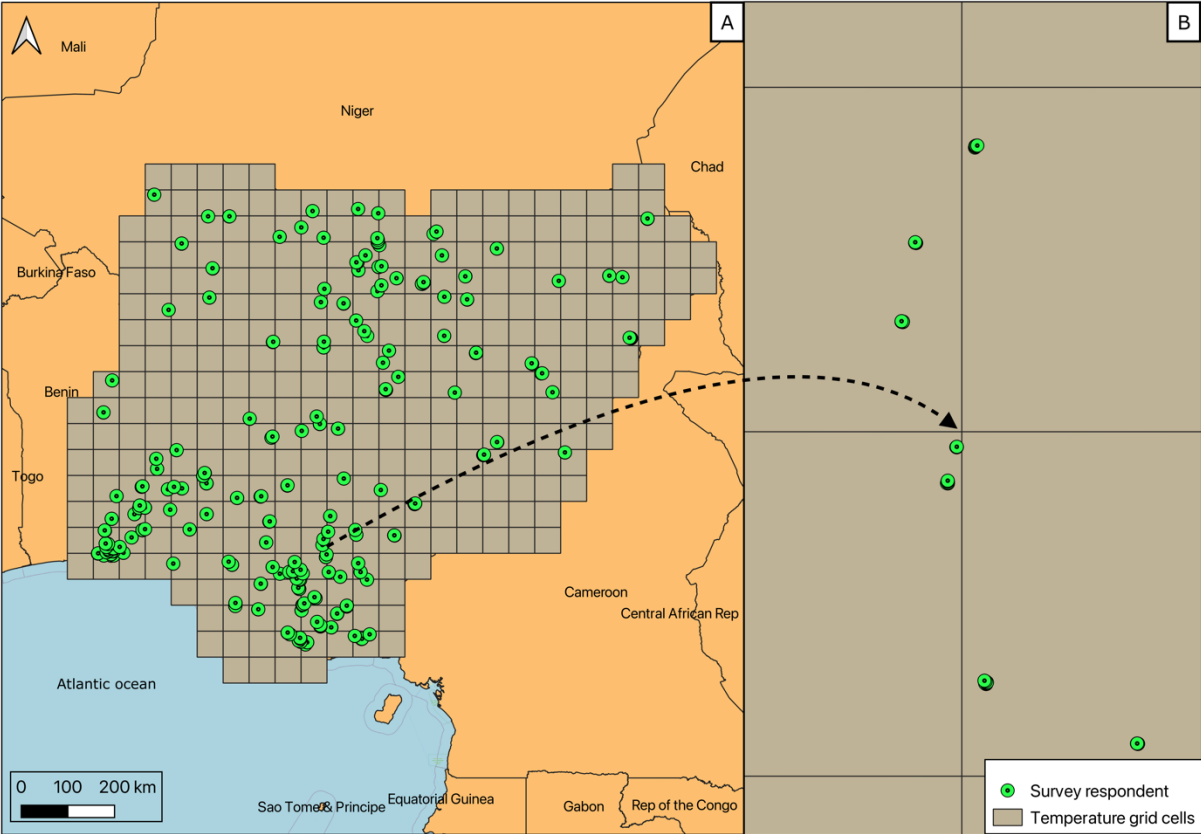 A
B
Mali
Niger
Chad
Burkina Faso
Benin
Togo
Cameroon
Central African Rep
Atlantic ocean
0 100 200 km
Sao Tome & Principe
Equatorial Guinea
Gabon
Rep of the Congo
Survey respondent
Temperature grid cells